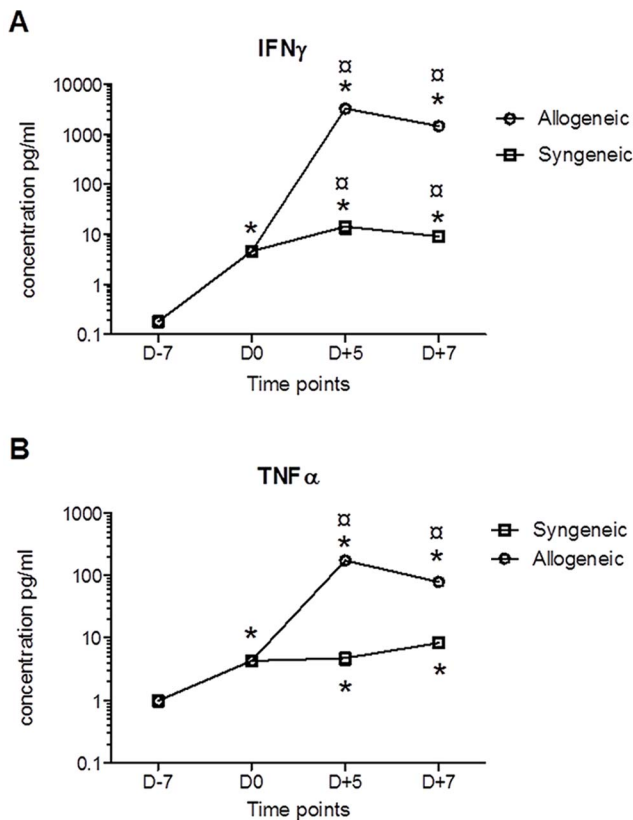 A
IFNγ
concentration pg/ml
10000
1000
100
10
1
0.1
¤ ¤
* *
¤ ¤
* * *
D-7 D0 D+5 D+7
Time points
Allogeneic
Syngeneic
B
TNF α
concentration pg/ml
1000
100
10
1
0.1
¤ ¤
* *
*
* *
D-7 D0 D+5 D+7
Time points
Syngeneic
Allogeneic